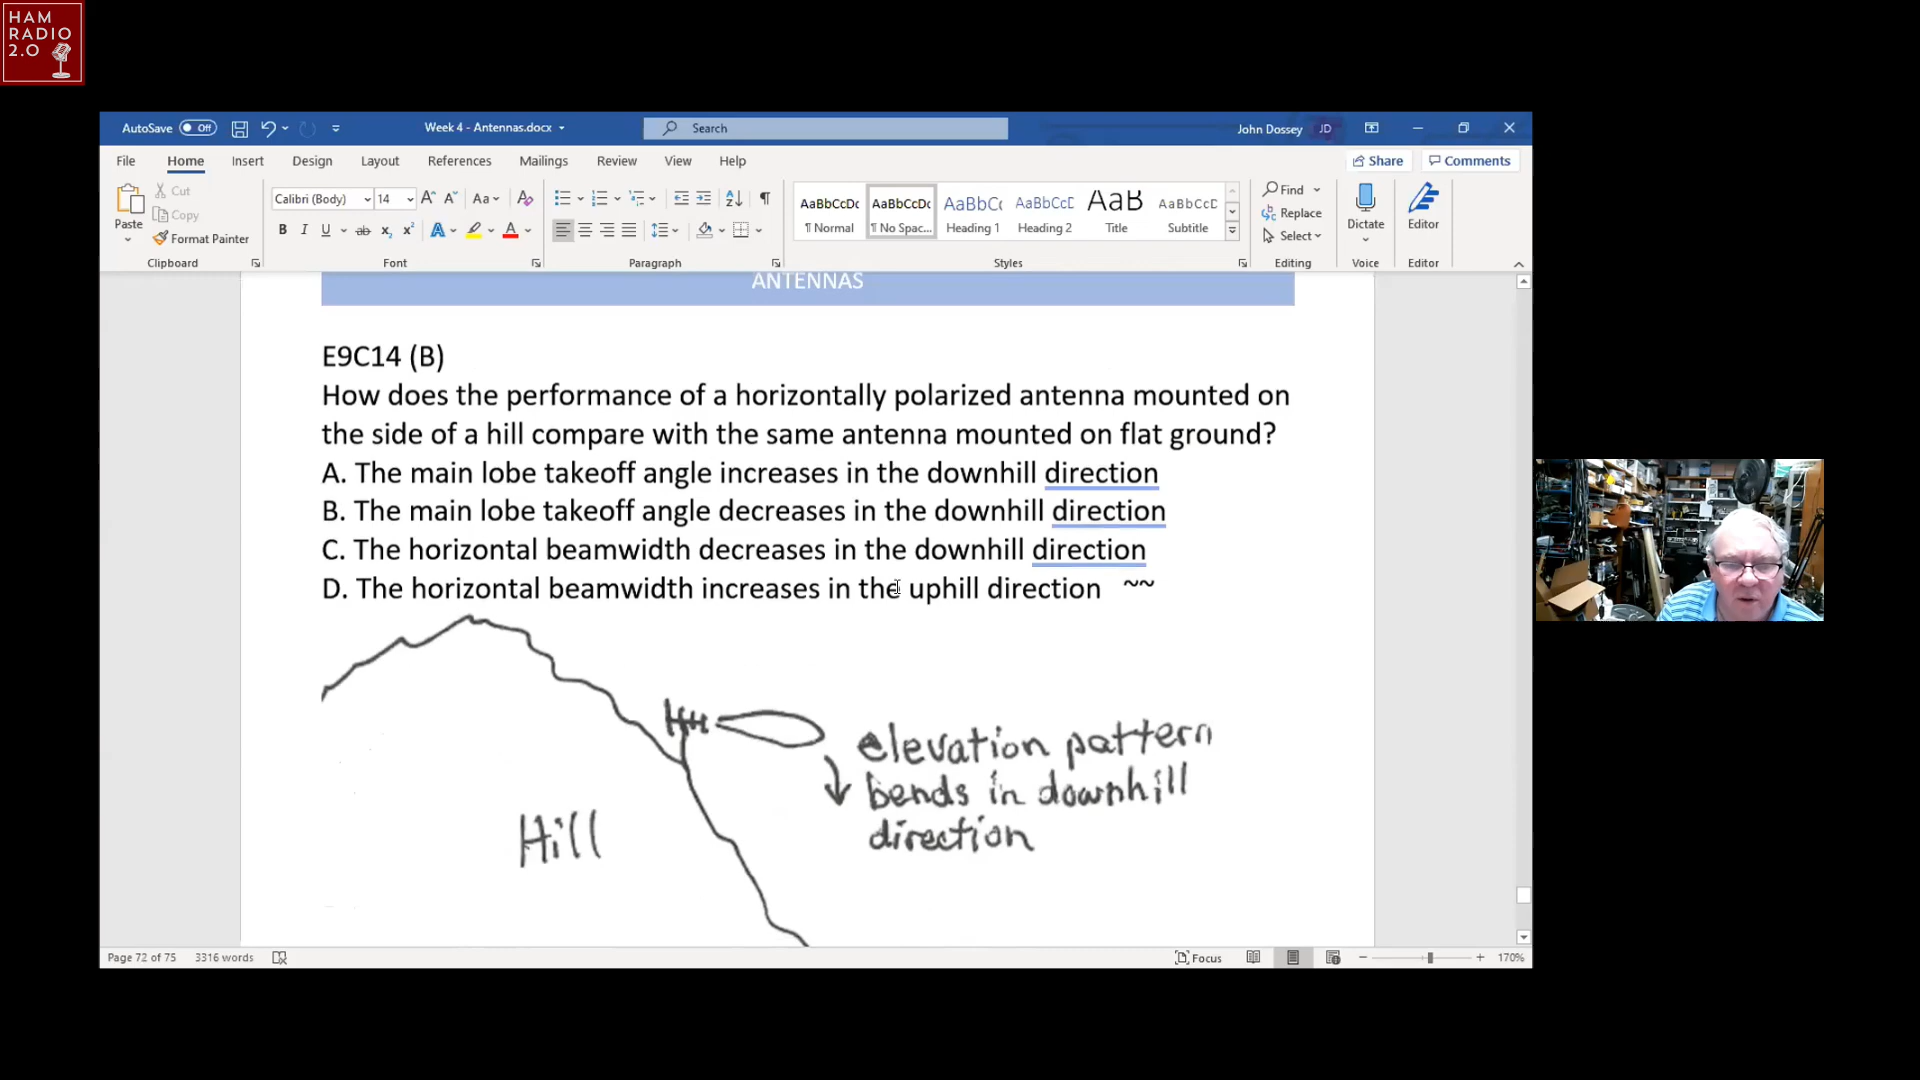 HAM
RADIO
2.0
AutoSave Off
Week 4 - Antennas.docx
Search
John Dossey JD
File Home Insert Design Layout References Mailings Review View Help
Share Comments
Paste
Cut
Copy
Format Painter
Clipboard
Calibri (Body) 14
Aa
B I U ab x₂ x² A A
Font
Paragraph
AaBbCcDc AaBbCcDc AaBbCc AaBbCcD AaB AaBbCcD
¶ Normal ¶ No Spac... Heading 1 Heading 2 Title Subtitle
Styles
Find
Replace
Select
Editing
Dictate
Voice
Editor
Editor
ANTENNAS
E9C14 (B)
How does the performance of a horizontally polarized antenna mounted on
the side of a hill compare with the same antenna mounted on flat ground?
A. The main lobe takeoff angle increases in the downhill direction
B. The main lobe takeoff angle decreases in the downhill direction
C. The horizontal beamwidth decreases in the downhill direction
D. The horizontal beamwidth increases in the uphill direction ~~
elevation pattern
bends in downhill
direction
Hill
Page 72 of 75 3316 words
Focus
170%